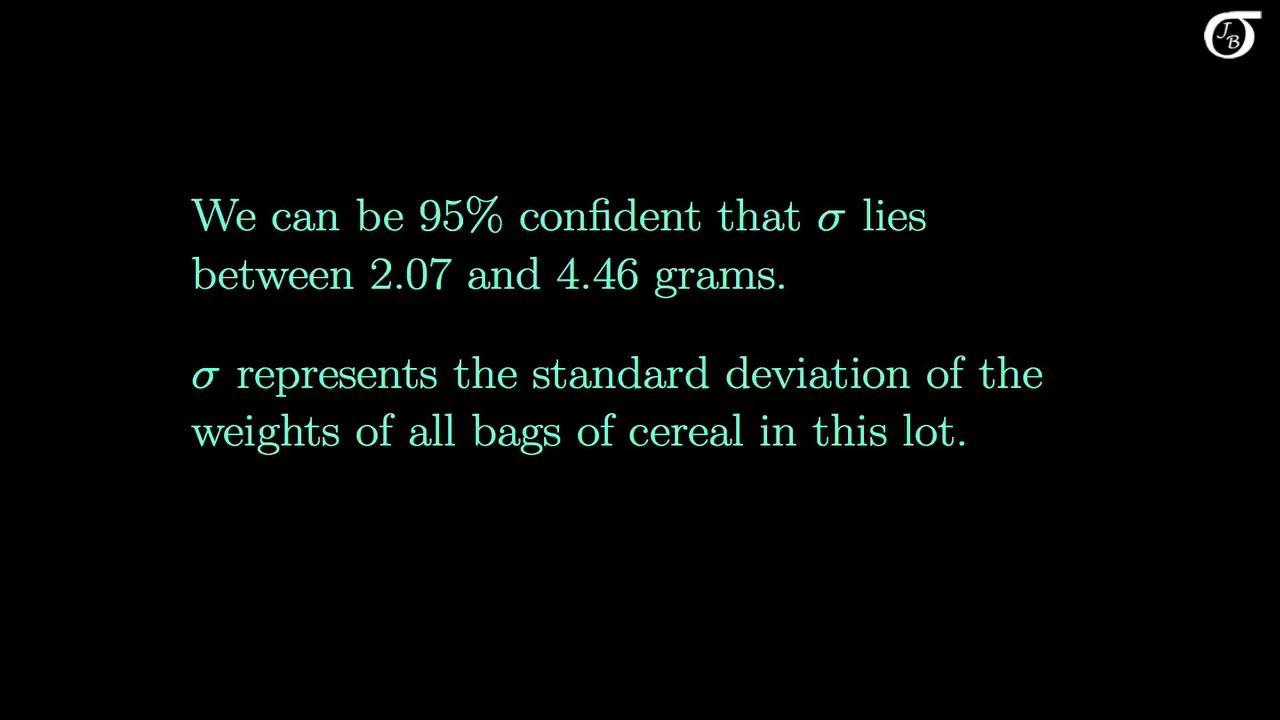 σ
JB
We can be 95% confident that σ lies
between 2.07 and 4.46 grams.
σ represents the standard deviation of the
weights of all bags of cereal in this lot.